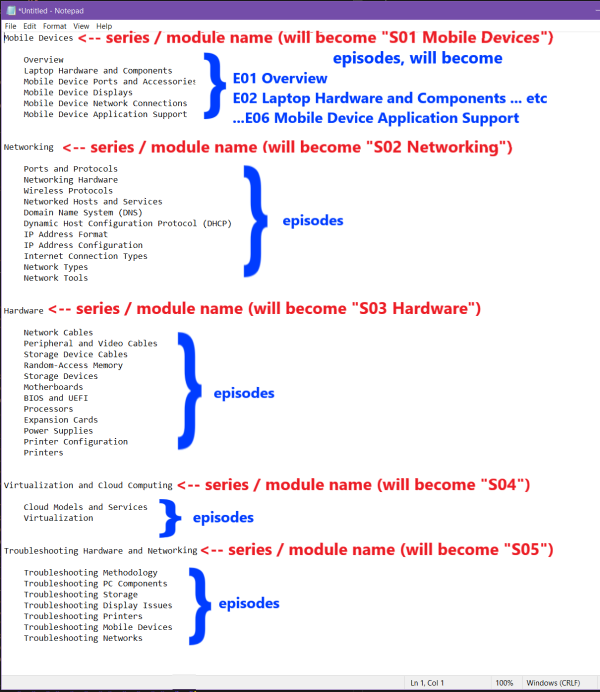 *Untitled - Notepad
File Edit Format View Help
Mobile Devices <-- series / module name (will become "S01 Mobile Devices")
episodes, will become
Overview
E01 Overview
Laptop Hardware and Components
Mobile Device Ports and Accessories
E02 Laptop Hardware and Components ... etc
Mobile Device Displays
Mobile Device Network Connections
...E06 Mobile Device Application Support
Mobile Device Application Support
Networking <-- series / module name (will become "S02 Networking")
Ports and Protocols
Networking Hardware
Wireless Protocols
Networked Hosts and Services
Domain Name System (DNS)
Dynamic Host Configuration Protocol (DHCP)
episodes
IP Address Format
IP Address Configuration
Internet Connection Types
Network Types
Network Tools
Hardware <-- series / module name (will become "S03 Hardware")
Network Cables
Peripheral and Video Cables
Storage Device Cables
Random-Access Memory
Storage Devices
Motherboards
BIOS and UEFI
episodes
Processors
Expansion Cards
Power Supplies
Printer Configuration
Printers
Virtualization and Cloud Computing <-- series / module name (will become "S04")
Cloud Models and Services
Virtualization
episodes
Troubleshooting Hardware and Networking <-- series / module name (will become "S05")
Troubleshooting Methodology
Troubleshooting PC Components
Troubleshooting Storage
Troubleshooting Display Issues
episodes
Troubleshooting Printers
Troubleshooting Mobile Devices
Troubleshooting Networks
Ln 1, Col 1 100% Windows (CRLF)